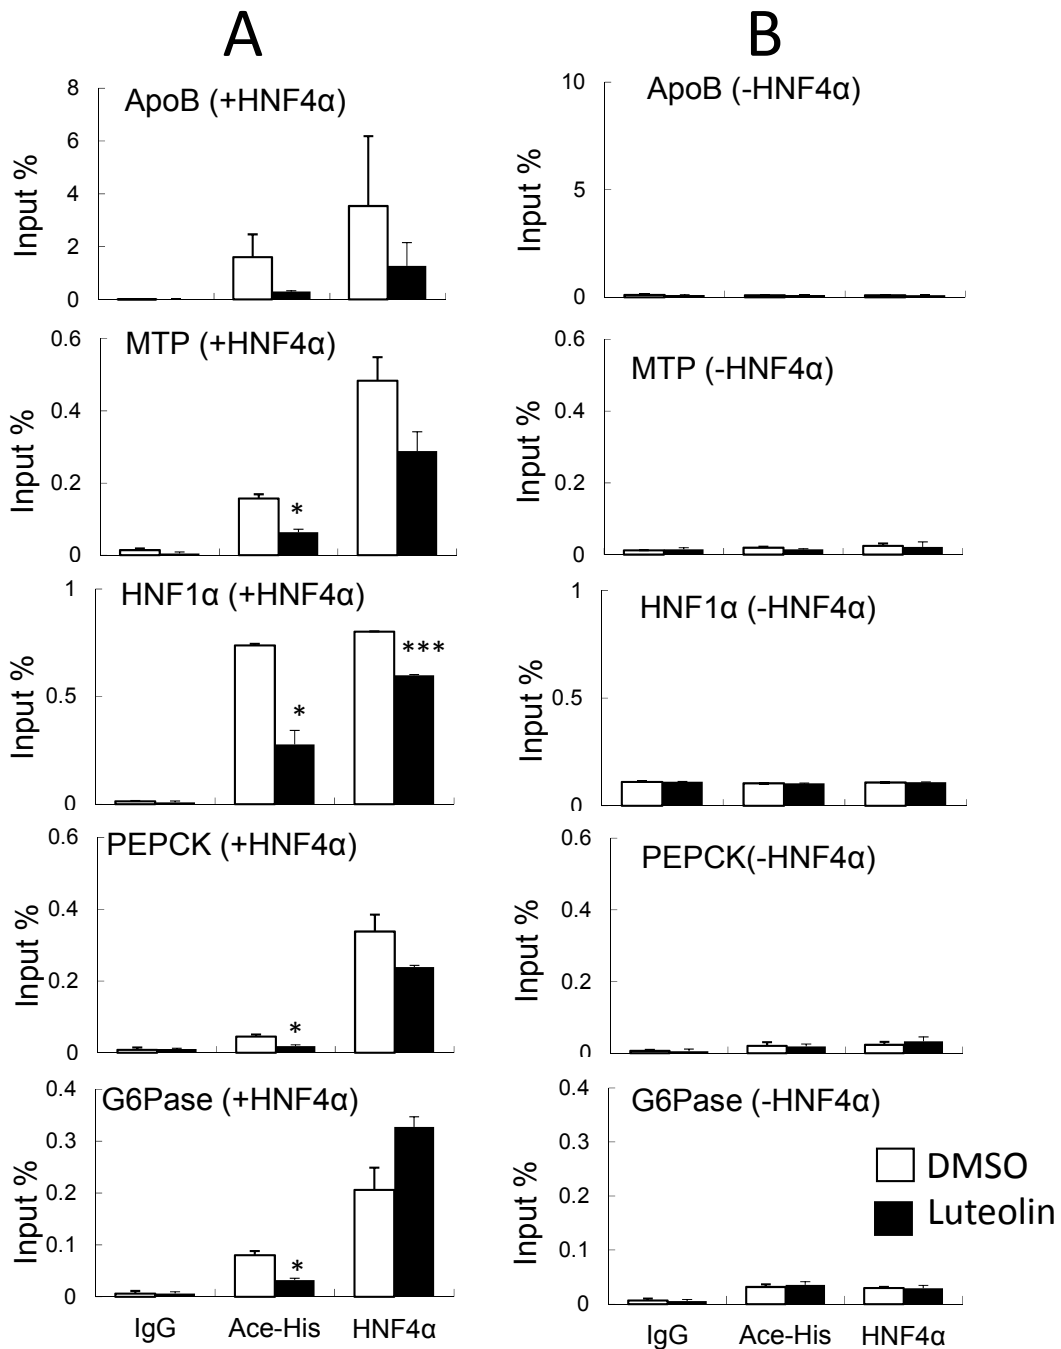 A
B
ApoB (+HNF4α)
Input %
8
6
4
2
0
ApoB (-HNF4α)
Input %
10
5
0
MTP (+HNF4α)
Input %
0.6
0.4
0.2
0
*
MTP (-HNF4α)
Input %
0.6
0.4
0.2
0
HNF1α (+HNF4α)
Input %
1
0.5
0
*
***
HNF1α (-HNF4α)
Input %
1
0.5
0
PEPCK (+HNF4α)
Input %
0.6
0.4
0.2
0
*
PEPCK(-HNF4α)
Input %
0.6
0.4
0.2
0
G6Pase (+HNF4α)
Input %
0.4
0.3
0.2
0.1
0
*
IgG
Ace-His
HNF4α
G6Pase (-HNF4α)
Input %
0.4
0.3
0.2
0.1
0
DMSO
Luteolin
IgG
Ace-His
HNF4α